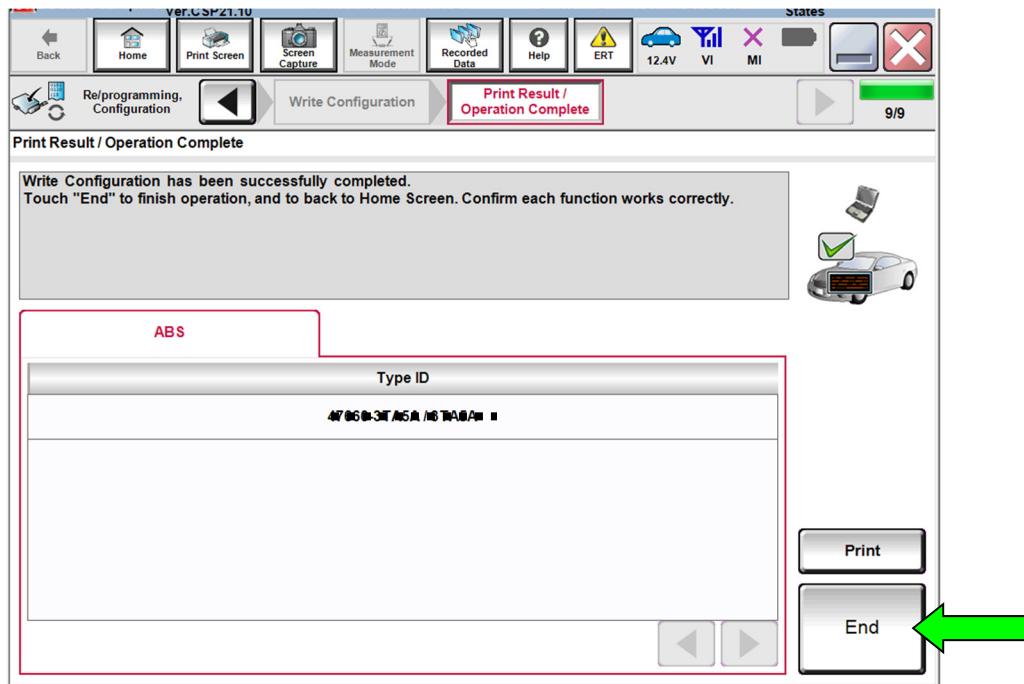 Ver.CSP21.10
States
Back
Home
Print Screen
Screen
Capture
Measurement
Mode
Recorded
Data
Help
ERT
12.4V
VI
MI
Re/programming,
Configuration
Write Configuration
Print Result /
Operation Complete
9/9
Print Result / Operation Complete
Write Configuration has been successfully completed.
Touch "End" to finish operation, and to back to Home Screen. Confirm each function works correctly.
ABS
Type ID
Print
End